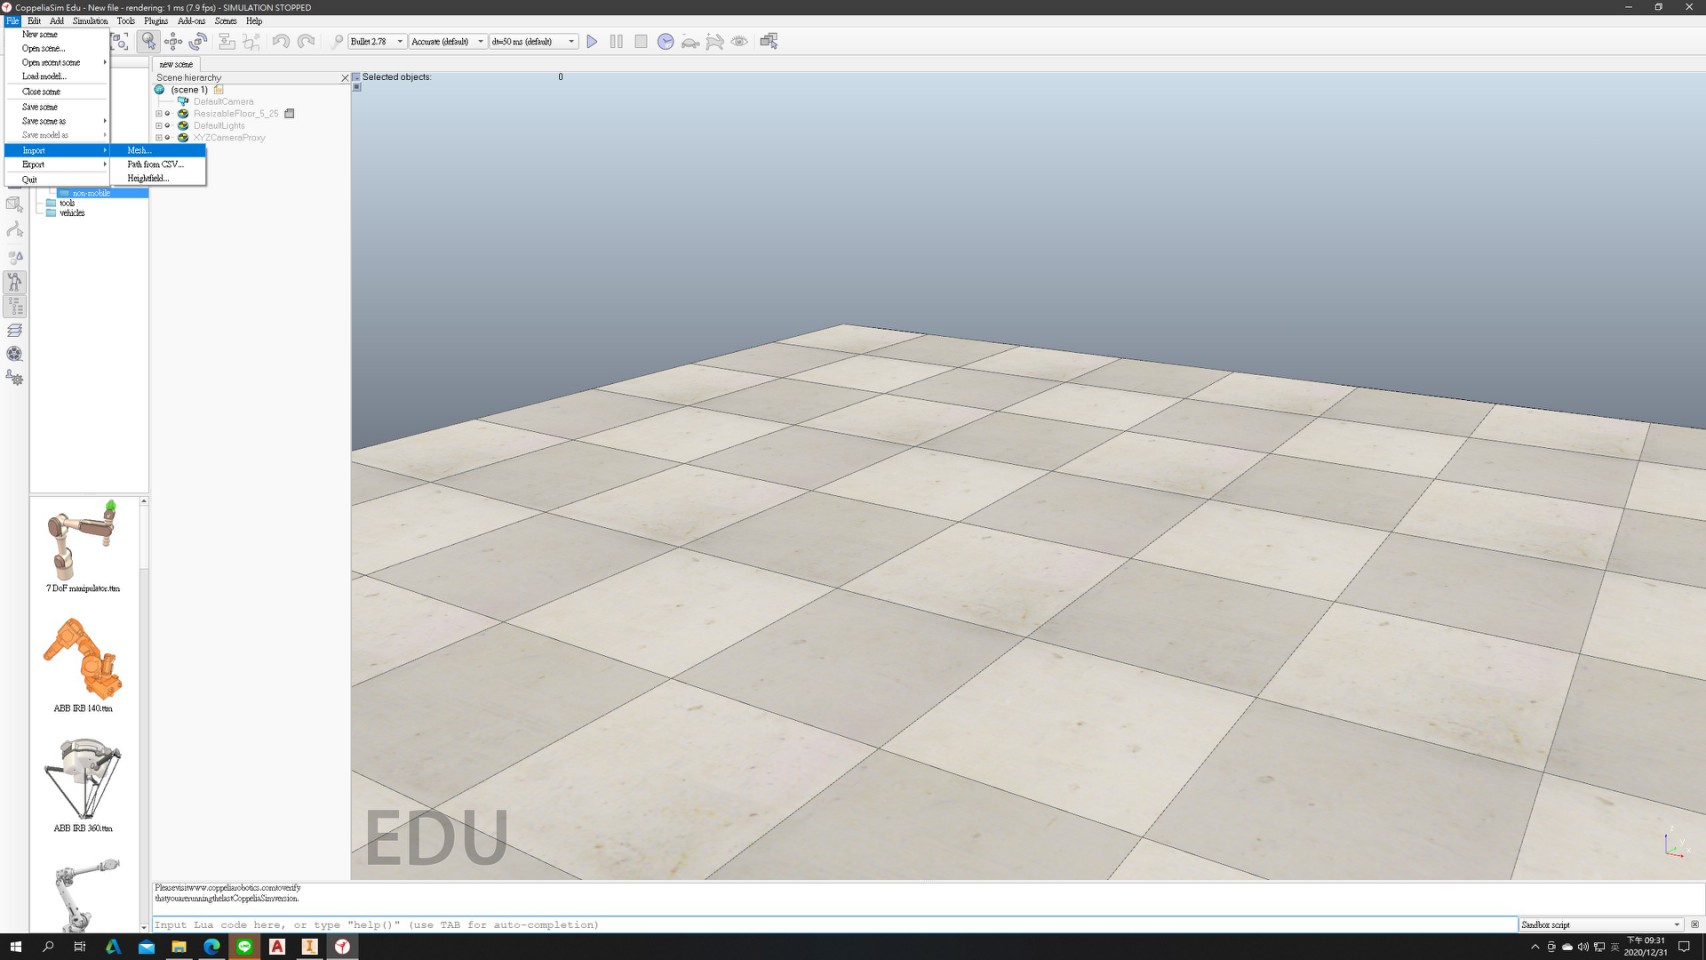 CoppeliaSim Edu - New file - rendering: 1 ms (7.9 fps) - SIMULATION STOPPED
File Edit Add Simulation Tools Plugins Add-ons Scenes Help
New scene
Open scene...
Open recent scene
Load model...
Close scene
Save scene
Save scene as
Save model as
Import
Export
Quit
Mesh...
Path from CSV...
Heightfield...
Bullet 2.78
Accurate (default)
dt=50 ms (default)
new scene
Scene hierarchy
(scene 1)
DefaultCamera
ResizableFloor_5_25
DefaultLights
XYZCameraProxy
Selected objects: 0
non-mobile
tools
vehicles
7 DoF manipulator.ttm
ABB IRB 140.ttm
ABB IRB 360.ttm
EDU
Pleasevisitwww.coppeliarobotics.comtoverify
thatyouarerunningthelastCoppeliaSimversion.
Input Lua code here, or type "help()" (use TAB for auto-completion)
Sandbox script
英
下午 09:31
2020/12/31